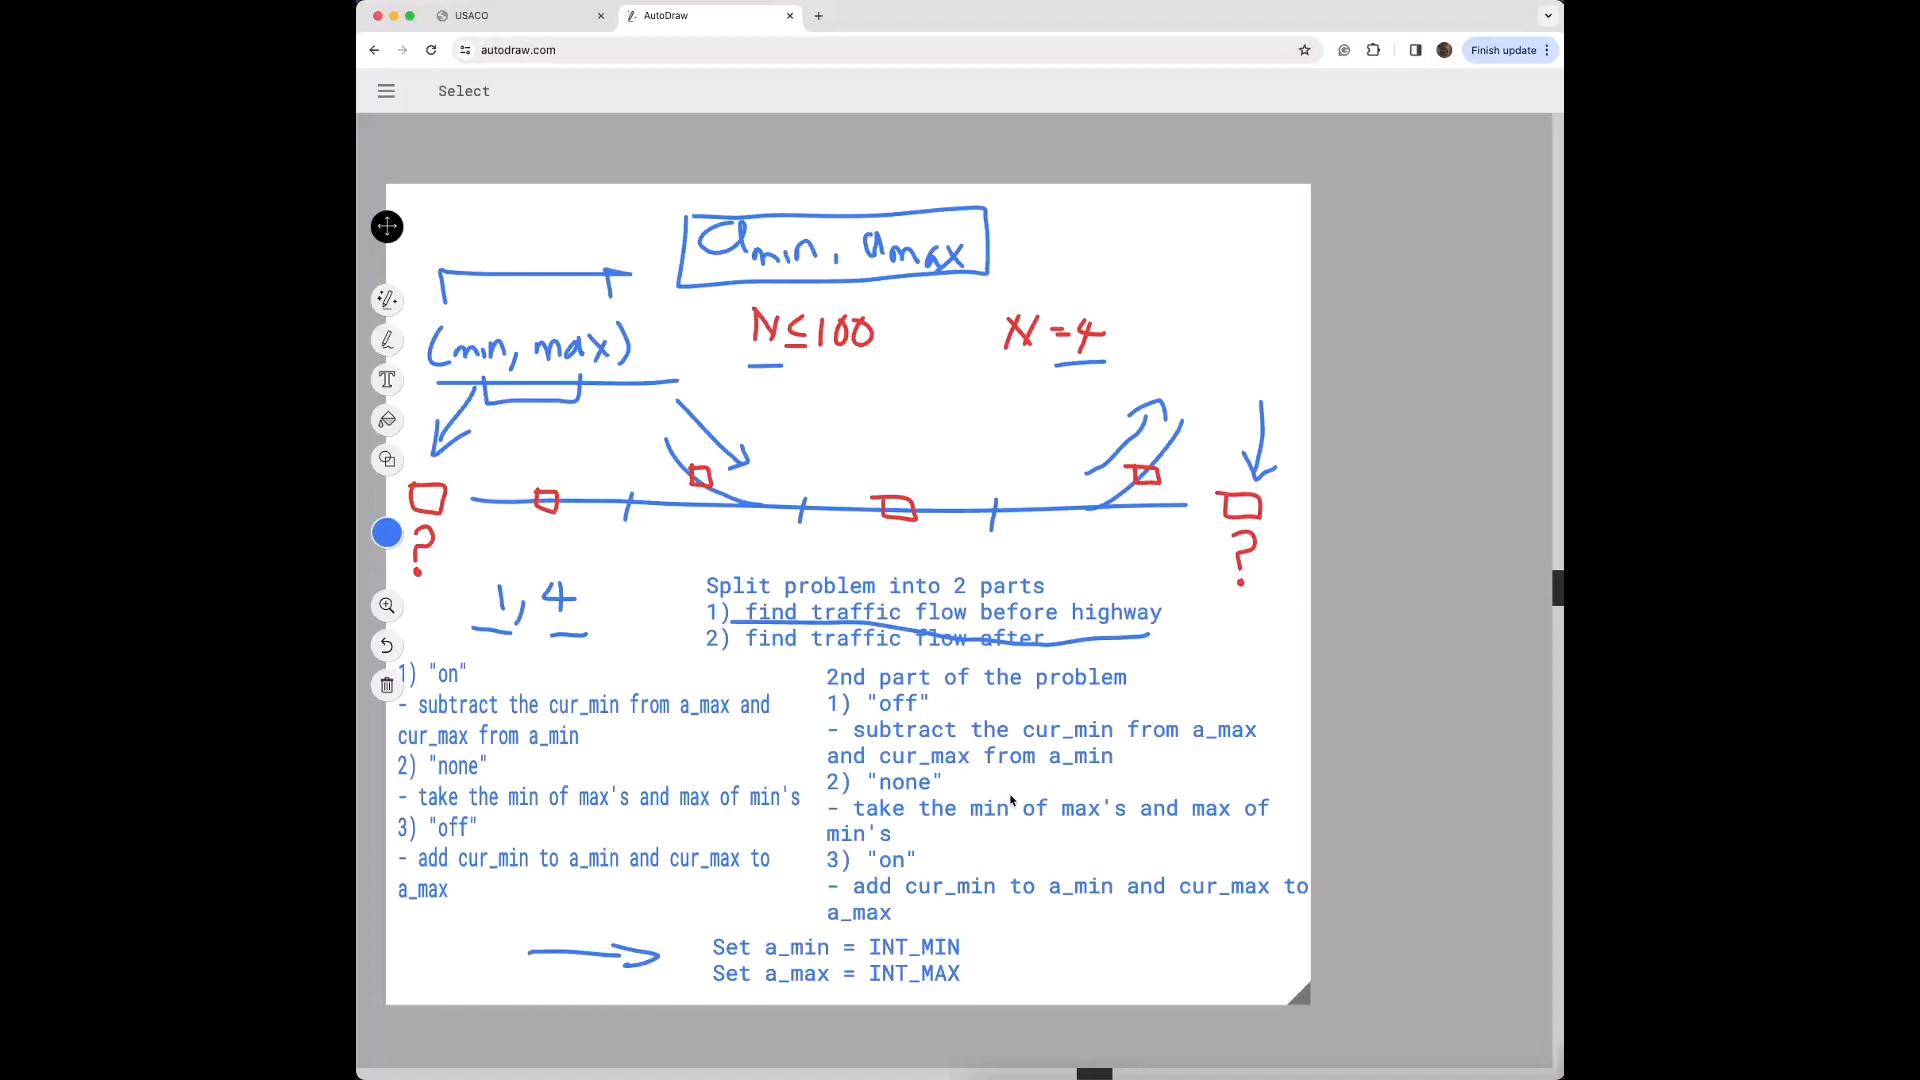 USACO
AutoDraw
autodraw.com
Finish update
Select
amin, amax
(min, max)
N≤100
N=4
?
?
1, 4
Split problem into 2 parts
1) find traffic flow before highway
2) find traffic flow after
1) "on"
- subtract the cur_min from a_max and
cur_max from a_min
2) "none"
- take the min of max's and max of min's
3) "off"
- add cur_min to a_min and cur_max to
a_max
2nd part of the problem
1) "off"
- subtract the cur_min from a_max
and cur_max from a_min
2) "none"
- take the min of max's and max of
min's
3) "on"
- add cur_min to a_min and cur_max to
a_max
Set a_min = INT_MIN
Set a_max = INT_MAX